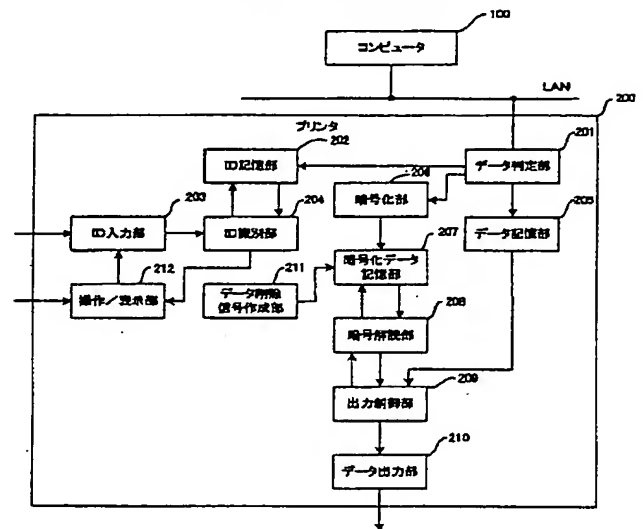 100
コンピュータ
LAN
200
プリンタ
202
ID記憶部
201
データ判定部
206
暗号化部
203
ID入力部
204
ID識別部
205
データ記憶部
207
暗号化データ
記憶部
212
操作/表示部
211
データ削除
信号作成部
208
暗号解読部
209
出力制御部
210
データ出力部